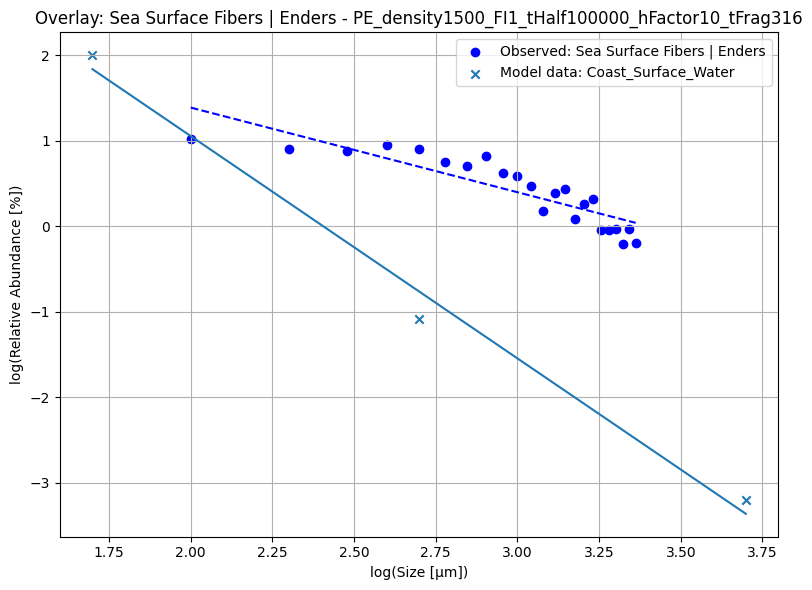 Overlay: Sea Surface Fibers | Enders - PE_density1500_FI1_tHalf100000_hFactor10_tFrag316
Observed: Sea Surface Fibers | Enders
Model data: Coast_Surface_Water
2
1
0
−1
−2
−3
log(Relative Abundance [%])
1.75 2.00 2.25 2.50 2.75 3.00 3.25 3.50 3.75
log(Size [μm])